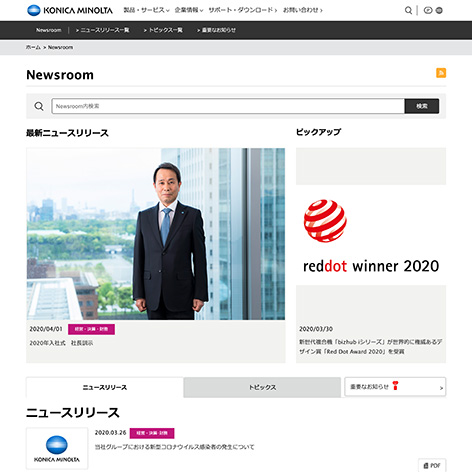 KONICA MINOLTA
製品・サービス 企業情報 サポート・ダウンロード お問い合わせ
Newsroom > ニュースリリース一覧 > トピックス一覧 > 重要なお知らせ
ホーム > Newsroom
Newsroom
Newsroom内検索 検索
最新ニュースリリース
ピックアップ
reddot winner 2020
2020/04/01 経営・決算・財務
2020年入社式 社長訓示
2020/03/30
新世代複合機「bizhub iシリーズ」が世界的に権威あるデ
ザイン賞「Red Dot Award 2020」を受賞
ニュースリリース トピックス 重要なお知らせ
ニュースリリース
KONICA MINOLTA
2020.03.26 経営・決算・財務
当社グループにおける新型コロナウイルス感染者の発生について
PDF